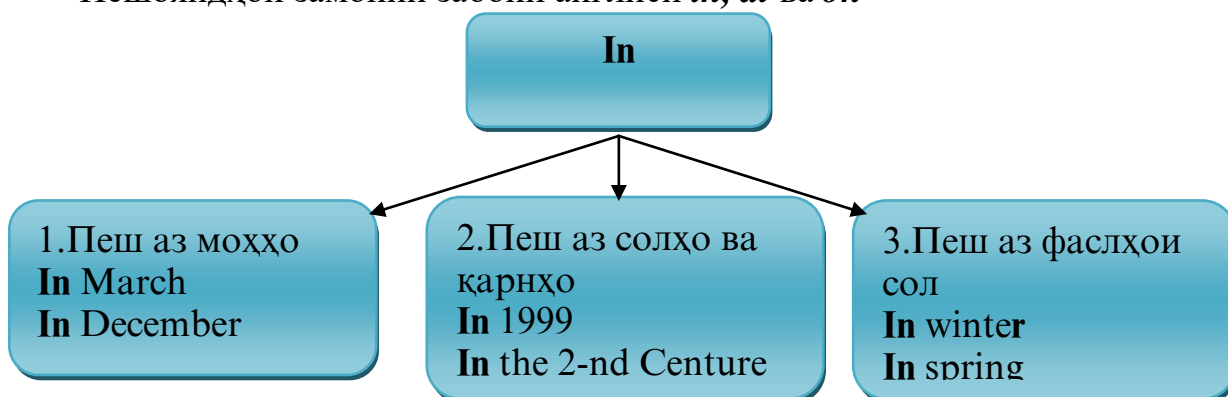 In
1.Пеш аз моҳҳо
In March
In December
2.Пеш аз солҳо ва
қарнҳо
In 1999
In the 2-nd Centure
3.Пеш аз фаслҳои
сол
In winter
In spring